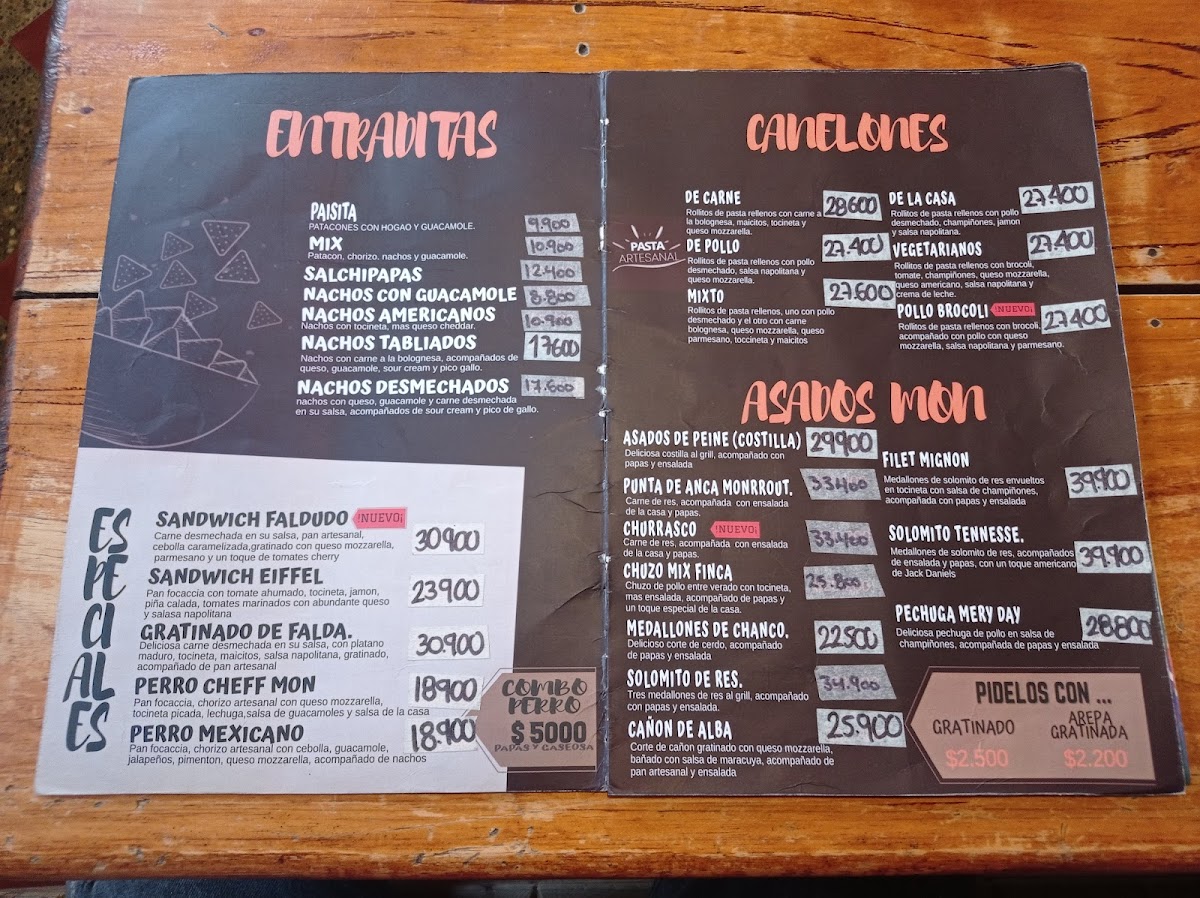 ENTRADITAS
PAISITA 9.900
PATACONES CON HOGAO Y GUACAMOLE.
MIX 10.900
Patacon, chorizo, nachos y guacamole.
SALCHIPAPAS 12.400
NACHOS CON GUACAMOLE 8.800
NACHOS AMERICANOS 10.900
Nachos con tocineta, mas queso cheddar.
NACHOS TABLIADOS 17600
Nachos con carne a la bolognesa, acompañados de
queso, guacamole, sour cream y pico gallo.
NACHOS DESMECHADOS 17.600
nachos con queso, guacamole y carne desmechada
en su salsa, acompañados de sour cream y pico de gallo.
ESPECIALES
SANDWICH FALDUDO !NUEVO¡ 30900
Carne desmechada en su salsa, pan artesanal,
cebolla caramelizada,gratinado con queso mozzarella,
parmesano y un toque de tomates cherry
SANDWICH EIFFEL 23900
Pan focaccia con tomate ahumado, tocineta, jamon,
piña calada, tomates marinados con abundante queso
y salasa napolitana
GRATINADO DE FALDA. 30.900
Deliciosa carne desmechada en su salsa, con platano
maduro, tocineta, maicitos, salsa napolitana, gratinado,
acompañado de pan artesanal
PERRO CHEFF MON 18900
Pan focaccia, chorizo artesanal con queso mozzarella,
tocineta picada, lechuga,salsa de guacamoles y salsa de la casa
PERRO MEXICANO 18.900
Pan focaccia, chorizo artesanal con cebolla, guacamole,
jalapeños, pimenton, queso mozzarella, acompañado de nachos
COMBO
PERRO
$ 5000
PAPAS Y GASEOSA
CANELONES
PASTA
ARTESANAL
DE CARNE 28600
Rollitos de pasta rellenos con carne a
la bolognesa, maicitos, tocineta y
queso mozzarella.
DE POLLO 27.400
Rollitos de pasta rellenos con pollo
desmechado, salsa napolitana y
queso mozzarella.
MIXTO 27.600
Rollitos de pasta rellenos, uno con pollo
desmechado y el otro con carne
bolognesa, queso mozzarella, queso
parmesano, toccineta y maicitos
DE LA CASA 27.400
Rollitos de pasta rellenos con pollo
desmechado, champiñones, jamon
y salsa napolitana.
VEGETARIANOS 27.400
Rollitos de pasta rellenos con brocoli,
tomate, champiñones, queso mozzarella,
queso americano, salsa napolitana y
crema de leche.
POLLO BROCOLI !NUEVO¡ 27.400
Rollitos de pasta rellenos con brocoli,
acompañado con pollo con queso
mozzarella, salsa napolitana y parmesano.
ASADOS MON
ASADOS DE PEINE (COSTILLA) 29900
Deliciosa costilla al grill, acompañado con
papas y ensalada
PUNTA DE ANCA MONRROUT. 33.400
Carne de res, acompañada con ensalada
de la casa y papas.
CHURRASCO !NUEVO¡ 33.400
Carne de res, acompañada con ensalada
de la casa y papas.
CHUZO MIX FINCA 25.800
Chuzo de pollo entre verado con tocineta,
mas ensalada, acompañado de papas y
un toque especial de la casa.
MEDALLONES DE CHANCO. 22500
Delicioso corte de cerdo, acompañado
de papas y ensalada
SOLOMITO DE RES. 34.900
Tres medallones de res al grill, acompañado
con papas y ensalada.
CAÑON DE ALBA 25.900
Corte de cañon gratinado con queso mozzarella,
bañado con salsa de maracuya, acompañado de
pan artesanal y ensalada
FILET MIGNON 39.900
Medallones de solomito de res envueltos
en tocineta con salsa de champiñones,
acompañada con papas y ensalada.
SOLOMITO TENNESSE. 39.900
Medallones de solomito de res, acompañados
de ensalada y papas, con un toque americano
de Jack Daniels
PECHUGA MERY DAY 28800
Deliciosa pechuga de pollo en salsa de
champiñones, acompañada de papas y ensalada
PIDELOS CON ...
GRATINADO
$2.500
AREPA
GRATINADA
$2.200